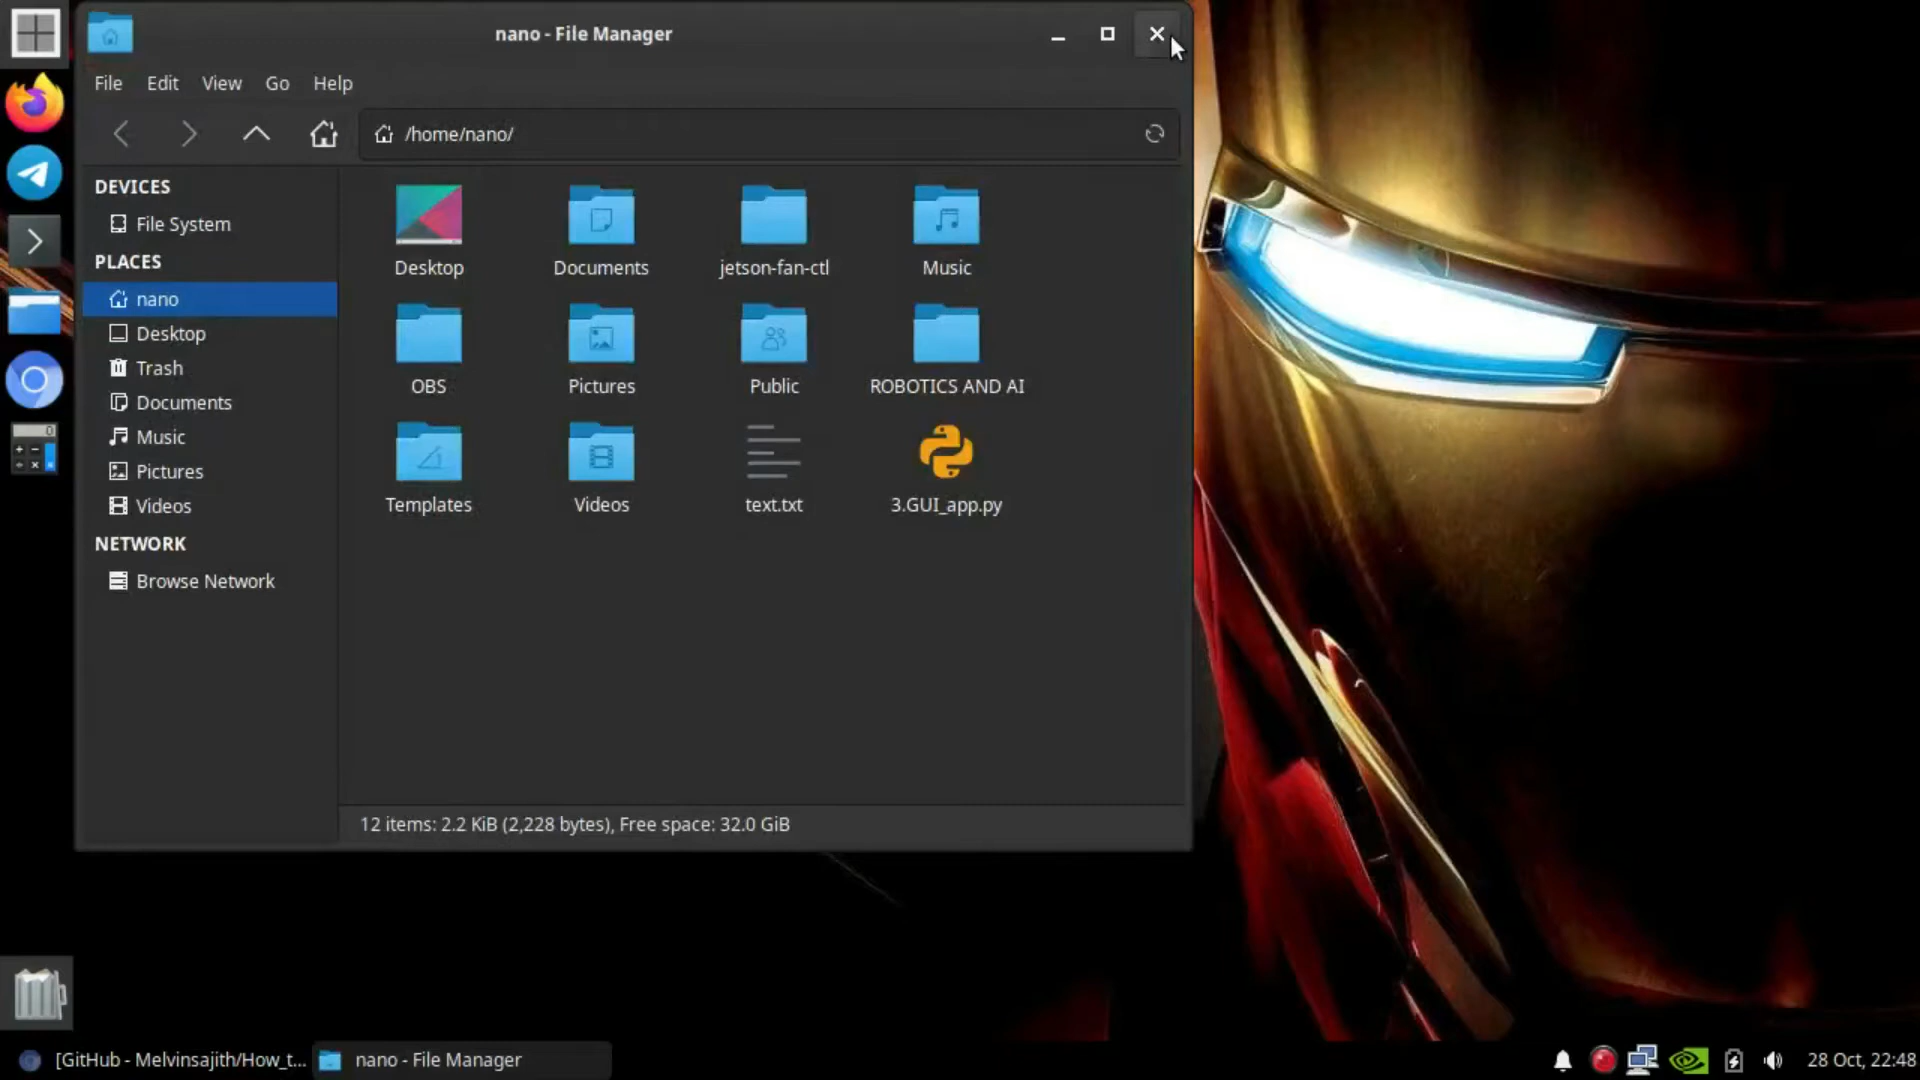 nano - File Manager
File Edit View Go Help
/home/nano/
DEVICES
File System
PLACES
nano
Desktop
Trash
Documents
Music
Pictures
Videos
NETWORK
Browse Network
Desktop Documents jetson-fan-ctl Music
OBS Pictures Public ROBOTICS AND AI
Templates Videos text.txt 3.GUI_app.py
12 items: 2.2 KiB (2,228 bytes), Free space: 32.0 GiB
[GitHub - Melvinsajith/How_t... nano - File Manager 28 Oct, 22:48